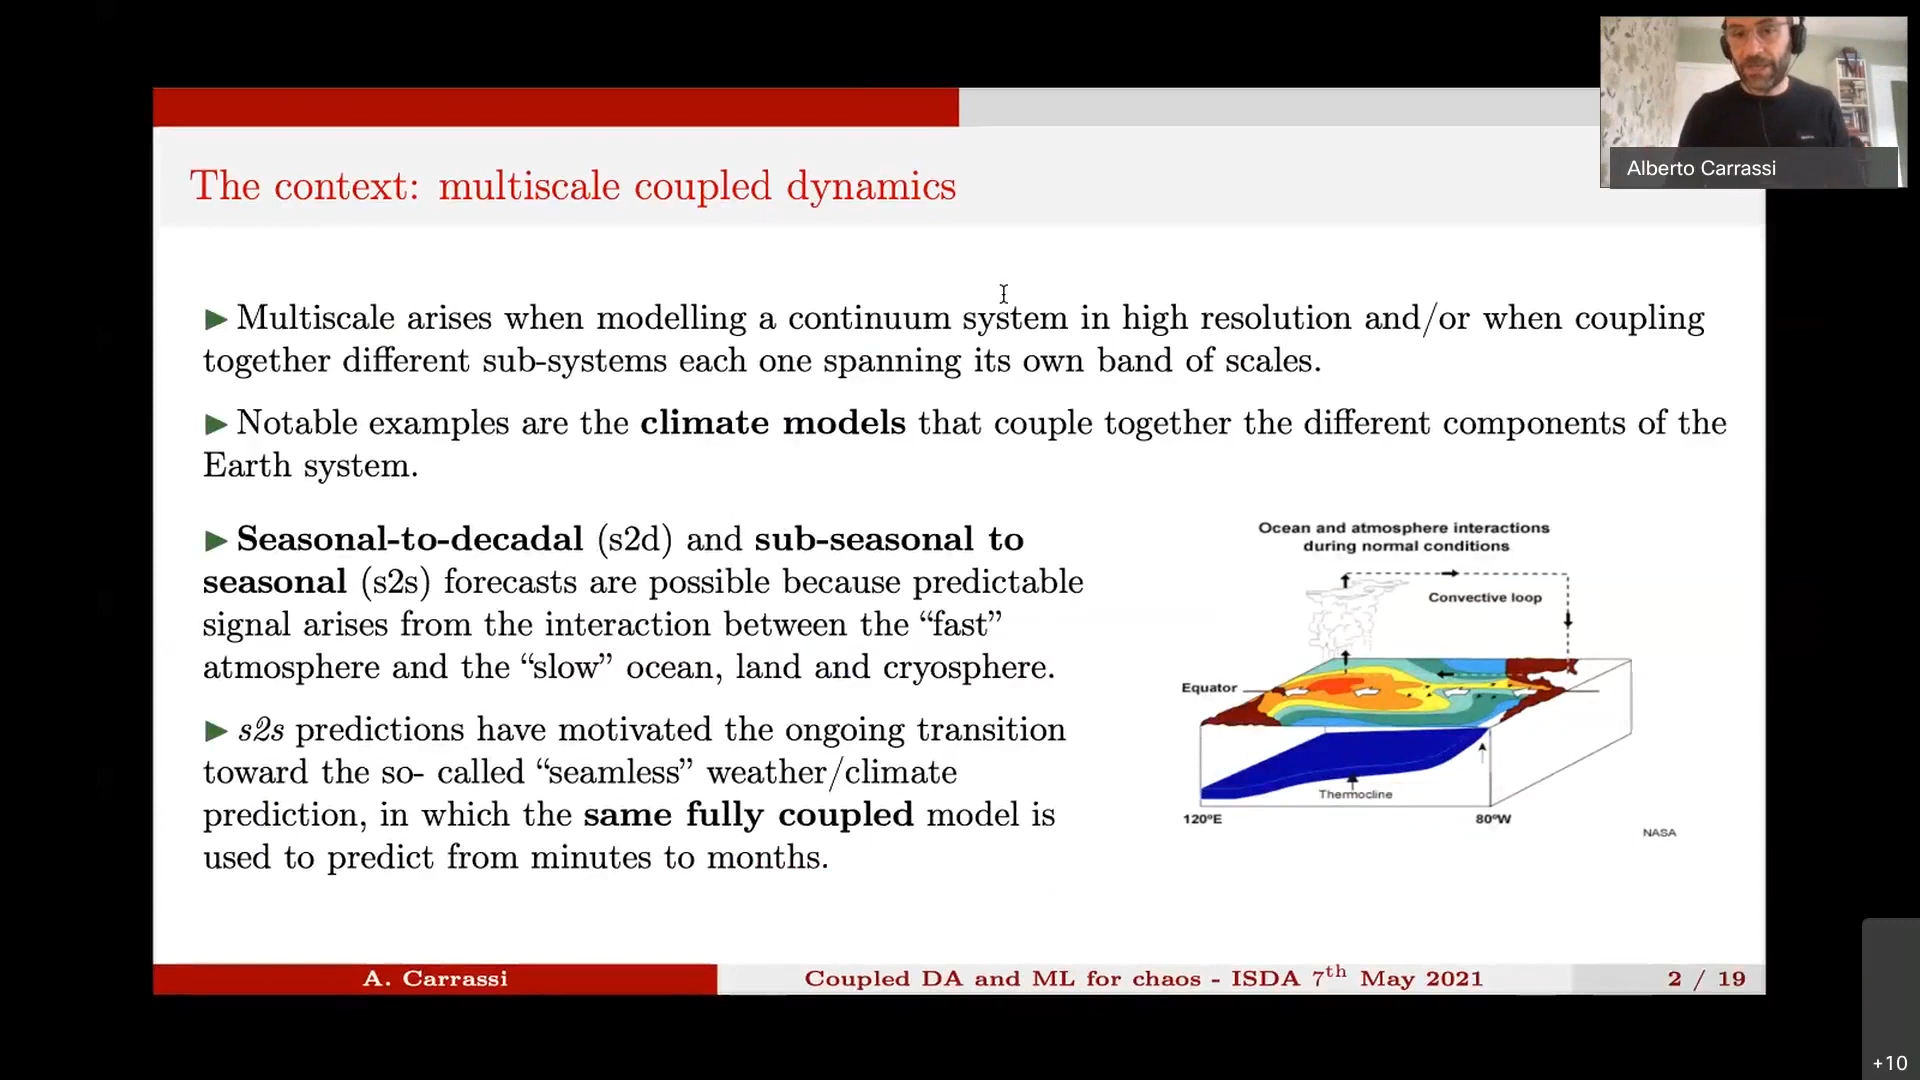 Alberto Carrassi
The context: multiscale coupled dynamics
▶ Multiscale arises when modelling a continuum system in high resolution and/or when coupling
together different sub-systems each one spanning its own band of scales.
▶ Notable examples are the climate models that couple together the different components of the
Earth system.
▶ Seasonal-to-decadal (s2d) and sub-seasonal to
seasonal (s2s) forecasts are possible because predictable
signal arises from the interaction between the “fast”
atmosphere and the “slow” ocean, land and cryosphere.
▶ s2s predictions have motivated the ongoing transition
toward the so- called “seamless” weather/climate
prediction, in which the same fully coupled model is
used to predict from minutes to months.
Ocean and atmosphere interactions
during normal conditions
Convective loop
Equator
Thermocline
120ºE
80ºW
NASA
A. Carrassi
Coupled DA and ML for chaos - ISDA 7th May 2021
2 / 19
+10